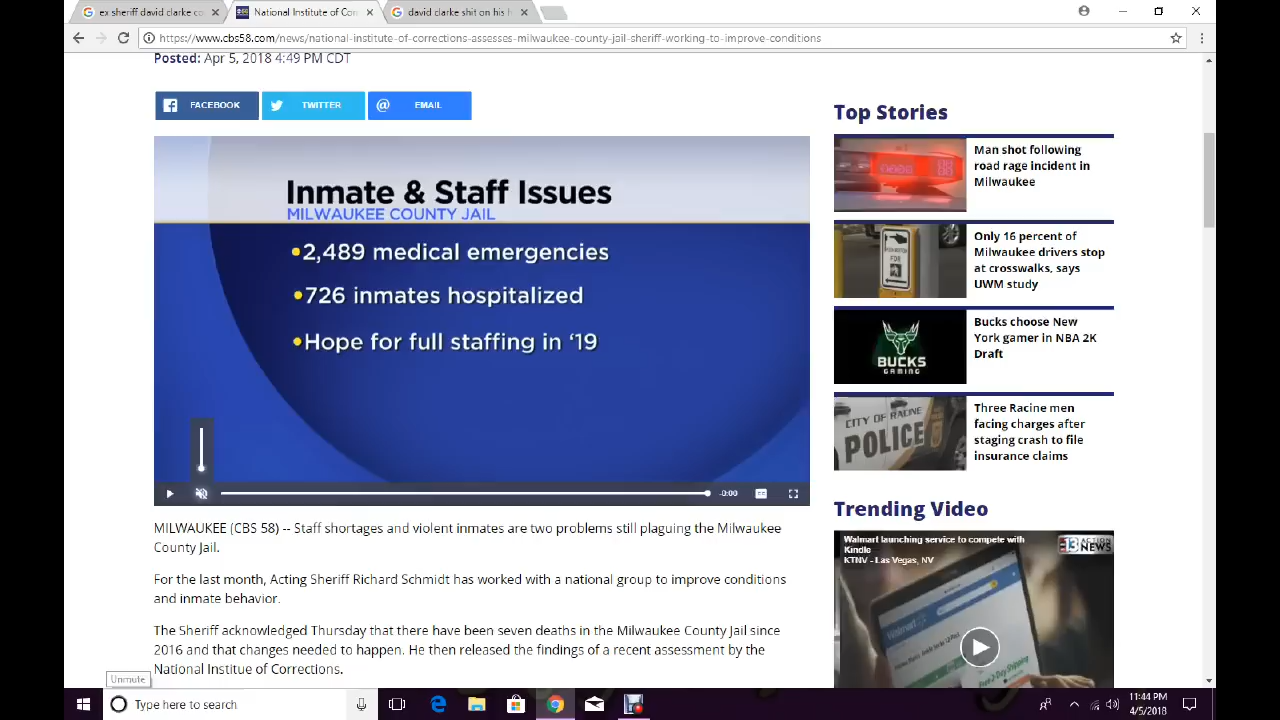 ex sheriff david clarke co
National Institute of Cor
david clarke shit on his
https://www.cbs58.com/news/national-institute-of-corrections-assesses-milwaukee-county-jail-sheriff-working-to-improve-conditions
Posted: Apr 5, 2018 4:49 PM CDT
FACEBOOK
TWITTER
@ EMAIL
Inmate & Staff Issues
MILWAUKEE COUNTY JAIL
•2,489 medical emergencies
•726 inmates hospitalized
•Hope for full staffing in ‘19
-0:00
MILWAUKEE (CBS 58) -- Staff shortages and violent inmates are two problems still plaguing the Milwaukee
County Jail.
For the last month, Acting Sheriff Richard Schmidt has worked with a national group to improve conditions
and inmate behavior.
The Sheriff acknowledged Thursday that there have been seven deaths in the Milwaukee County Jail since
2016 and that changes needed to happen. He then released the findings of a recent assessment by the
National Institue of Corrections.
Top Stories
Man shot following
road rage incident in
Milwaukee
Only 16 percent of
Milwaukee drivers stop
at crosswalks, says
UWM study
BUCKS
GAMING
Bucks choose New
York gamer in NBA 2K
Draft
CITY OF RACINE
POLICE
Three Racine men
facing charges after
staging crash to file
insurance claims
Trending Video
Walmart launching service to compete with
Kindle
KTNV - Las Vegas, NV
13 ACTION
NEWS
Walmart
Unmute
Type here to search
11:44 PM
4/5/2018